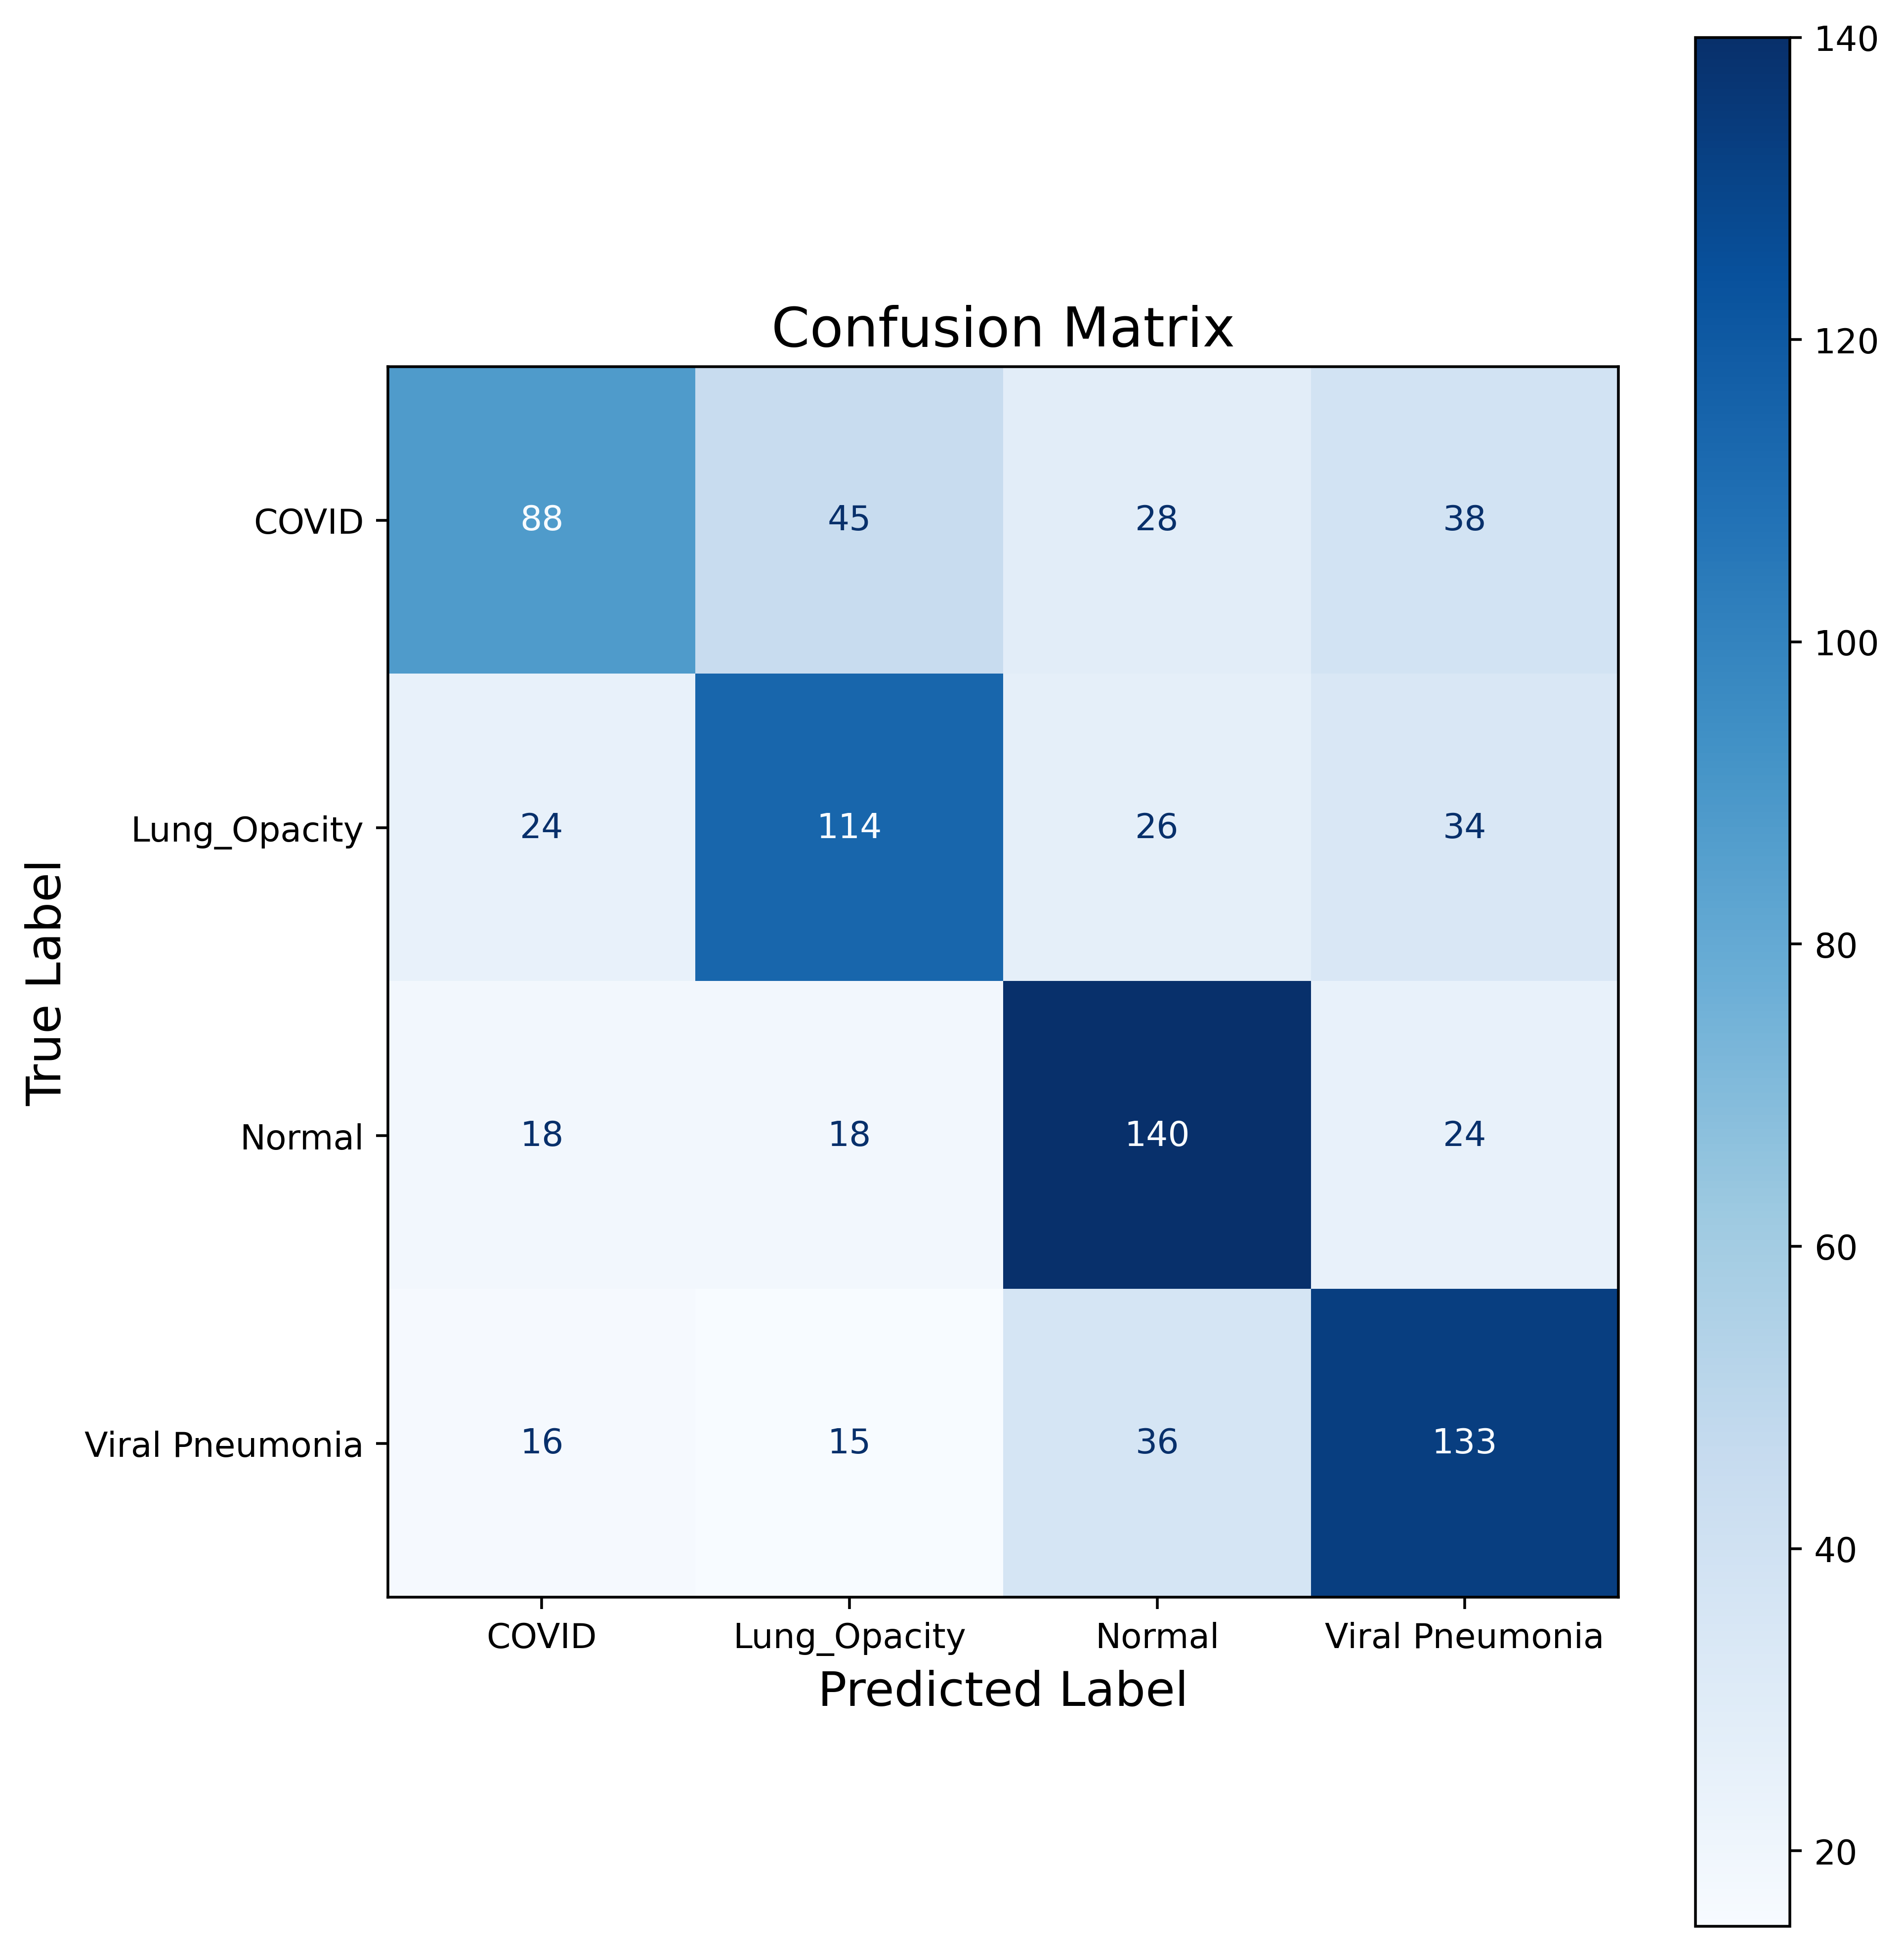 Confusion Matrix
True Label
COVID 88 45 28 38
Lung_Opacity 24 114 26 34
Normal 18 18 140 24
Viral Pneumonia 16 15 36 133
COVID Lung_Opacity Normal Viral Pneumonia
Predicted Label
140
120
100
80
60
40
20